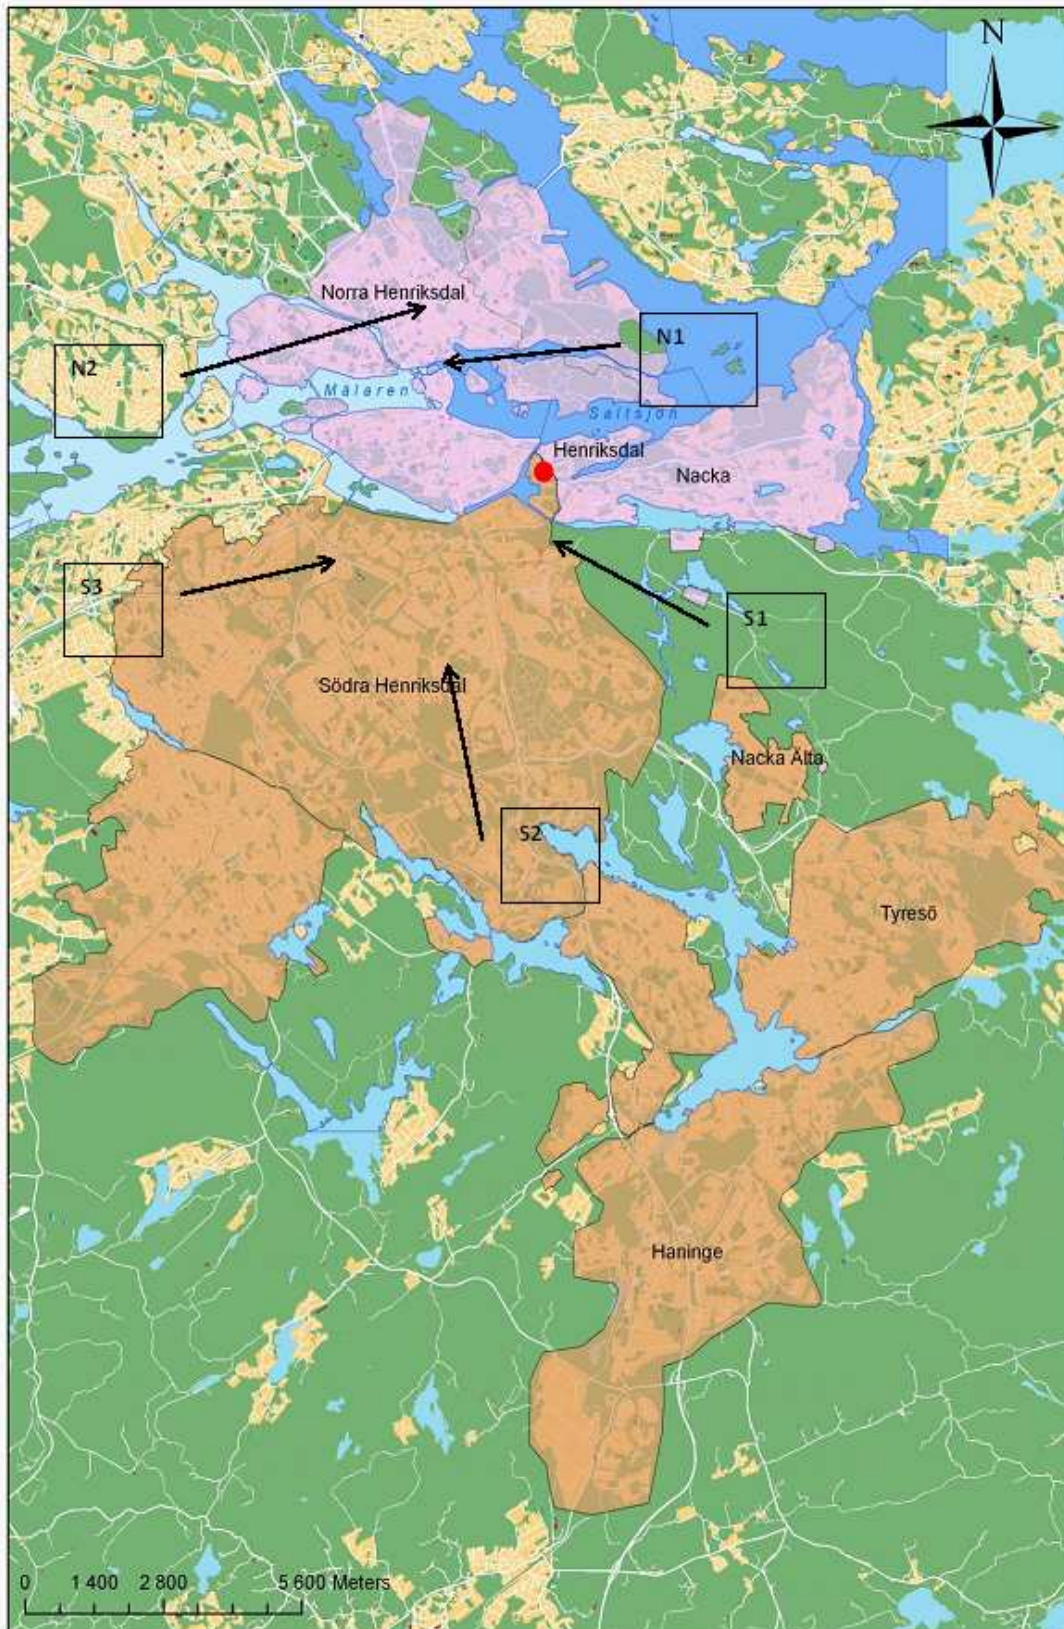 N
Norra Henriksdal
N1
N2
Mälaren
Saltsjön
Henriksdal
Nacka
S3
S1
Södra Henriksdal
Nacka Älta
S2
Tyresö
Haninge
0 1 400 2 800 5 600 Meters